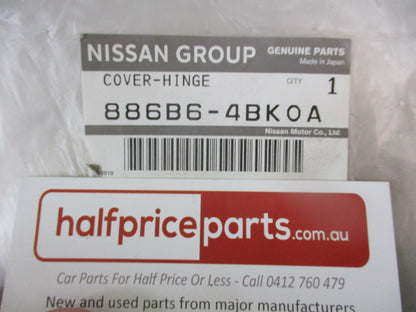 NISSAN GROUP GENUINE PARTS
Made in Japan
COVER-HINGE QTY 1
886B6-4BK0A
Nissan Motor Co., Ltd.
halfpriceparts.com.au
Car Parts For Half Price Or Less - Call 0412 760 479
New and used parts from major manufacturers